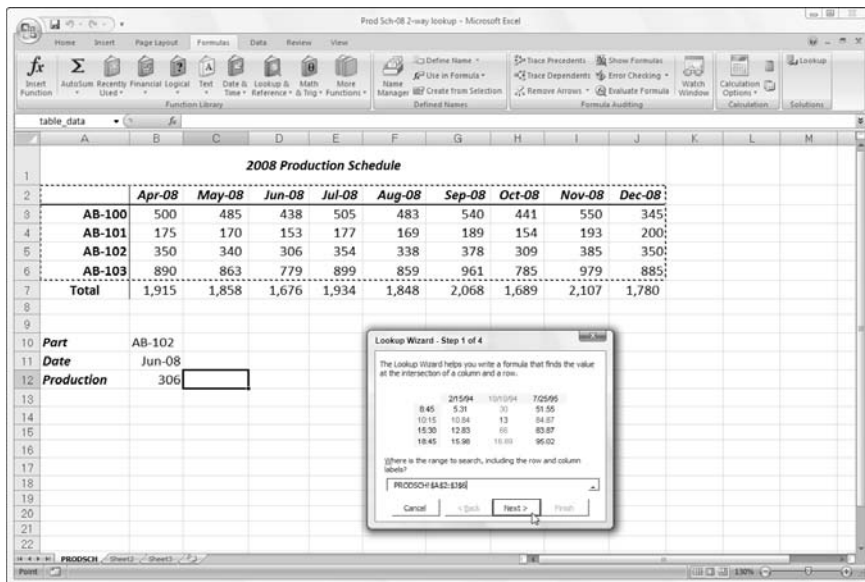 Prod Sch-08 2-way lookup - Microsoft Excel
Home Insert Page Layout Formulas Data Review View
Insert Function
AutoSum
Recently Used
Financial
Logical
Text
Date & Time
Lookup & Reference
Math & Trig
More Functions
Function Library
Name Manager
Define Name
Use in Formula
Create from Selection
Defined Names
Trace Precedents
Trace Dependents
Remove Arrows
Show Formulas
Error Checking
Evaluate Formula
Watch Window
Formula Auditing
Calculation Options
Calculation
Lookup
Solutions
table_data fx
A B C D E F G H I J K L M
1 2008 Production Schedule
2 Apr-08 May-08 Jun-08 Jul-08 Aug-08 Sep-08 Oct-08 Nov-08 Dec-08
3 AB-100 500 485 438 505 483 540 441 550 345
4 AB-101 175 170 153 177 169 189 154 193 200
5 AB-102 350 340 306 354 338 378 309 385 350
6 AB-103 890 863 779 899 859 961 785 979 885
7 Total 1,915 1,858 1,676 1,934 1,848 2,068 1,689 2,107 1,780
8
9
10 Part AB-102
11 Date Jun-08
12 Production 306
13
14
15
16
17
18
19
20
21
22
Lookup Wizard - Step 1 of 4
The Lookup Wizard helps you write a formula that finds the value
at the intersection of a column and a row.
2/15/94 10/10/94 7/25/95
8:45 5.31 30 51.55
10:15 10.84 13 84.87
15:30 12.83 66 83.87
18:45 15.98 95.02
Where is the range to search, including the row and column
labels?
PRODSCH!$A$2:$J$6
Cancel < Back Next > Finish
PRODSCH Sheet2 Sheet3
Point 130%